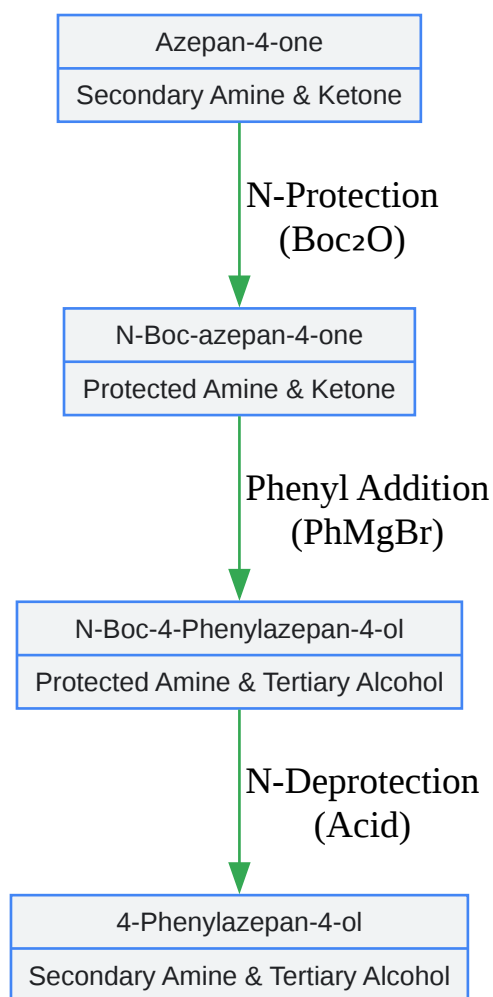 Azepan-4-one
Secondary Amine & Ketone
N-Protection
(Boc₂O)
N-Boc-azepan-4-one
Protected Amine & Ketone
Phenyl Addition
(PhMgBr)
N-Boc-4-Phenylazepan-4-ol
Protected Amine & Tertiary Alcohol
N-Deprotection
(Acid)
4-Phenylazepan-4-ol
Secondary Amine & Tertiary Alcohol